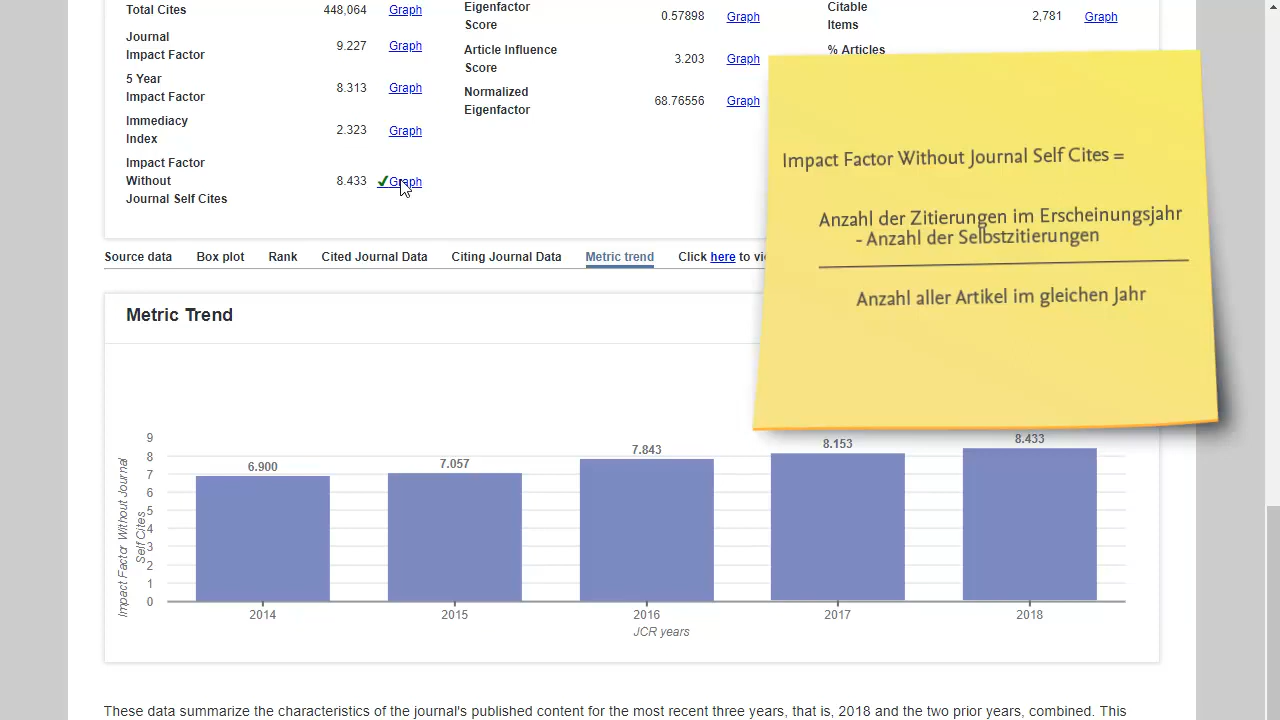 Total Cites 448,064 Graph
Journal
Impact Factor 9.227 Graph
5 Year
Impact Factor 8.313 Graph
Immediacy
Index 2.323 Graph
Impact Factor
Without
Journal Self Cites 8.433 ✔Graph
Eigenfactor
Score 0.57898 Graph
Article Influence
Score 3.203 Graph
Normalized
Eigenfactor 68.76556 Graph
Citable
Items 2,781 Graph
% Articles
Impact Factor Without Journal Self Cites =
Anzahl der Zitierungen im Erscheinungsjahr
- Anzahl der Selbstzitierungen
Anzahl aller Artikel im gleichen Jahr
Source data Box plot Rank Cited Journal Data Citing Journal Data Metric trend Click here to
Metric Trend
Impact Factor Without Journal
Self Cites
9
8
7
6
5
4
3
2
1
0
6.900 7.057 7.843 8.153 8.433
2014 2015 2016 2017 2018
JCR years
These data summarize the characteristics of the journal's published content for the most recent three years, that is, 2018 and the two prior years, combined. This